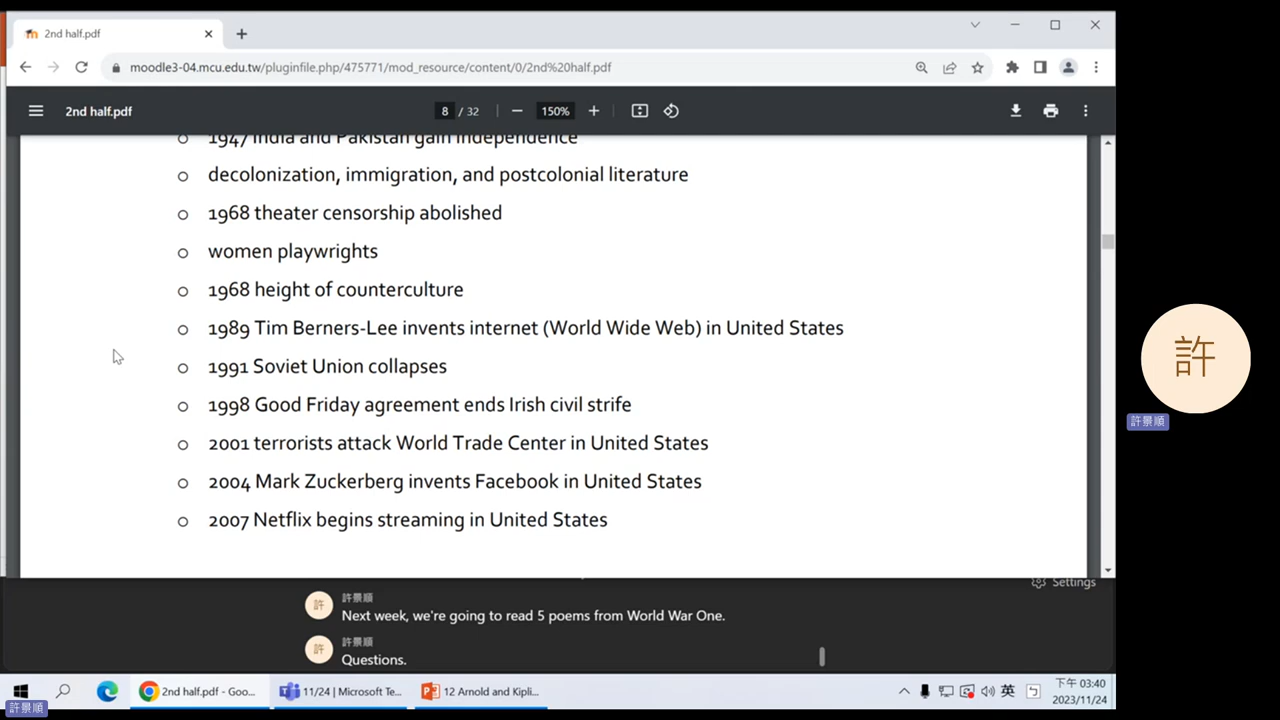 2nd half.pdf
moodle3-04.mcu.edu.tw/pluginfile.php/475771/mod_resource/content/0/2nd%20half.pdf
2nd half.pdf
8 / 32
150%
1947 India and Pakistan gain independence
decolonization, immigration, and postcolonial literature
1968 theater censorship abolished
women playwrights
1968 height of counterculture
1989 Tim Berners-Lee invents internet (World Wide Web) in United States
1991 Soviet Union collapses
1998 Good Friday agreement ends Irish civil strife
2001 terrorists attack World Trade Center in United States
2004 Mark Zuckerberg invents Facebook in United States
2007 Netflix begins streaming in United States
許
許景順
Settings
許
許景順
Next week, we're going to read 5 poems from World War One.
許
許景順
Questions.
2nd half.pdf - Goo...
11/24 | Microsoft Te...
12 Arnold and Kipli...
英
下午 03:40
2023/11/24
許景順